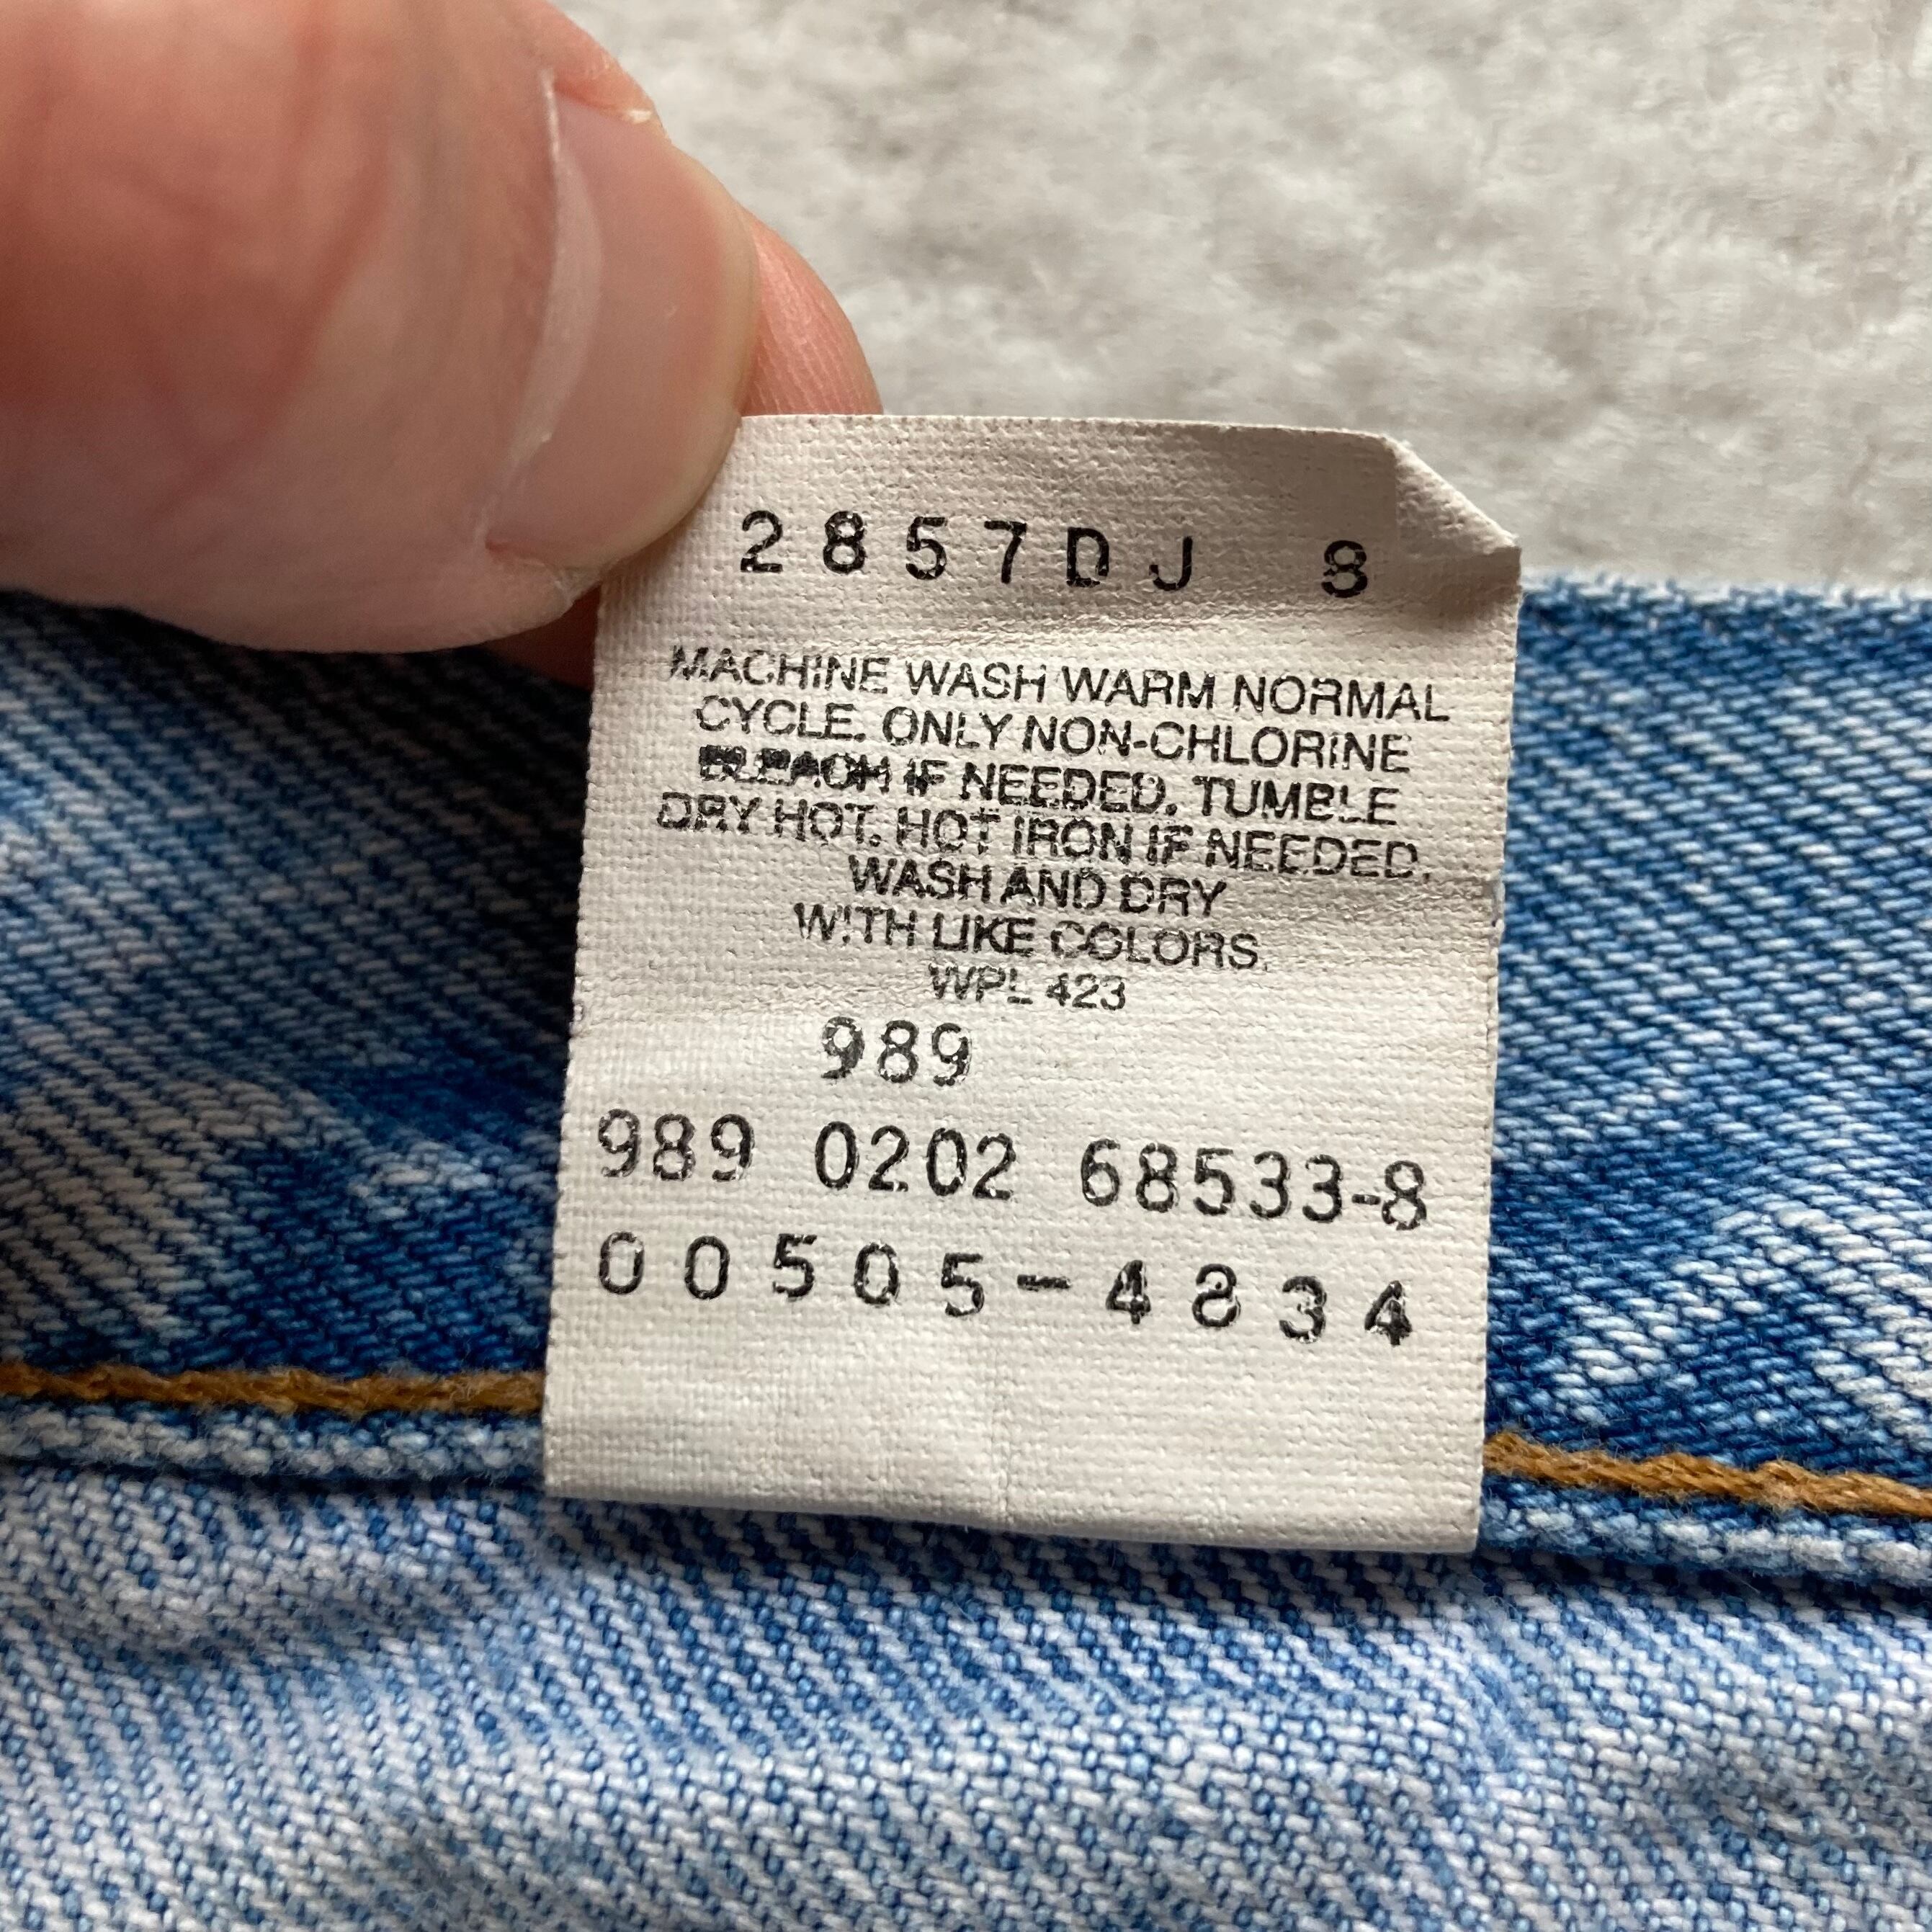 2857DJ 8
MACHINE WASH WARM NORMAL
CYCLE. ONLY NON-CHLORINE
BLEACH IF NEEDED. TUMBLE
DRY HOT. HOT IRON IF NEEDED.
WASH AND DRY
WITH LIKE COLORS.
WPL 423
989
989 0202 68533-8
00505-4834